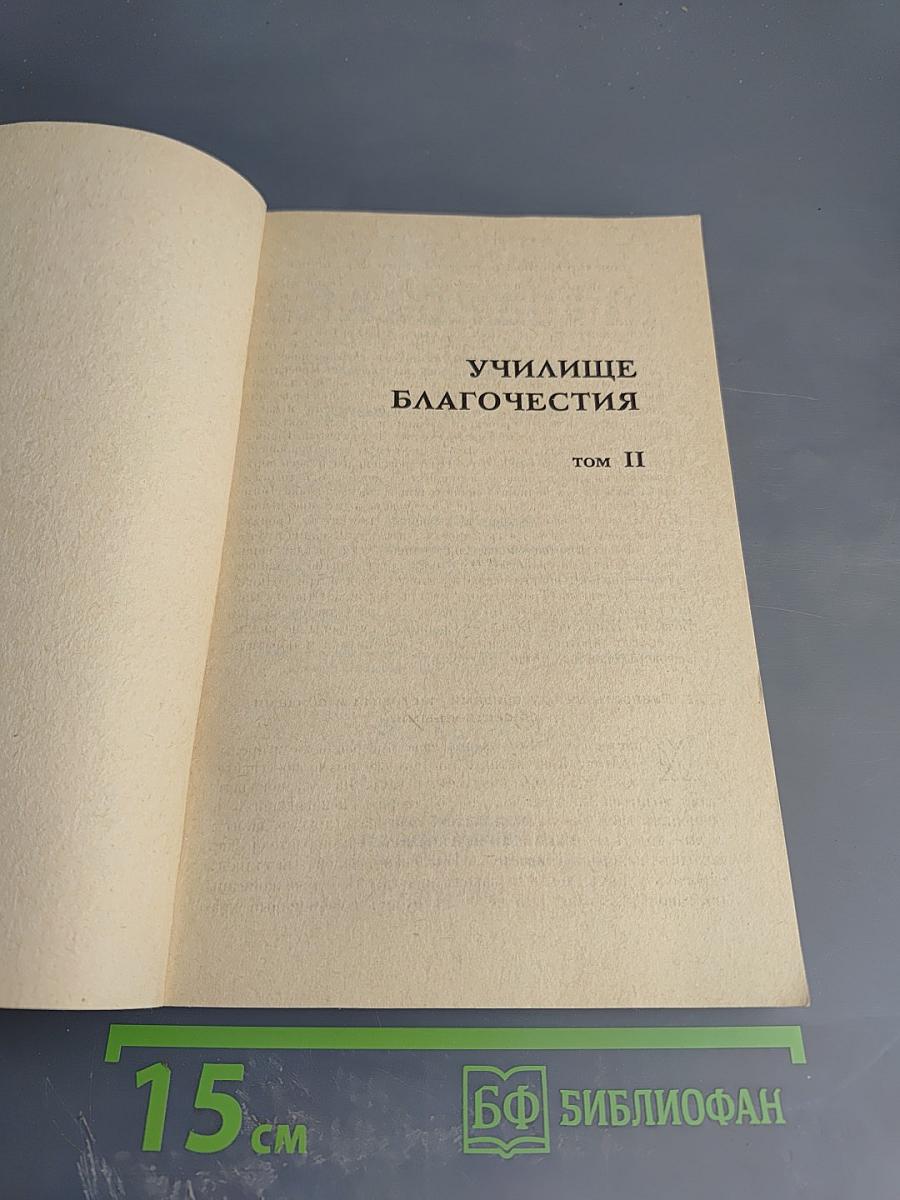 УЧИЛИЩЕ
БЛАГОЧЕСТИЯ
том II
15 см
БФ БИБЛИОФАН